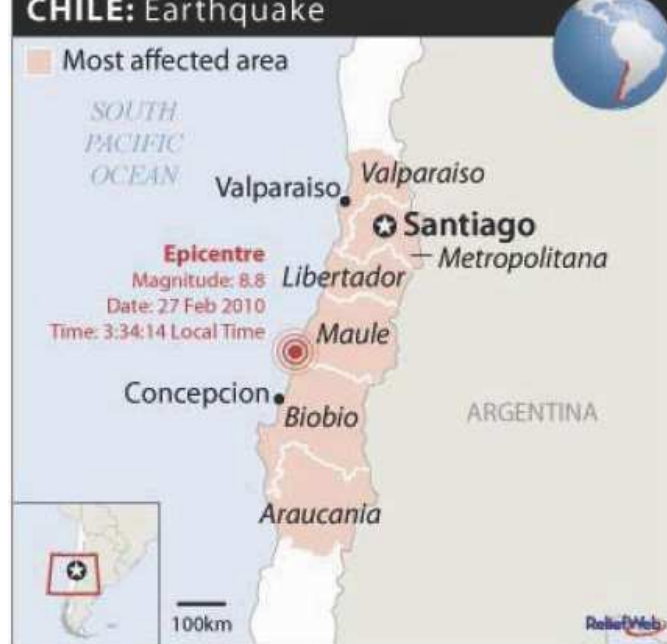 CHILE: Earthquake
Most affected area
SOUTH
PACIFIC
OCEAN
Valparaiso
Valparaiso
Santiago
Metropolitana
Epicentre
Magnitude: 8.8
Date: 27 Feb 2010
Time: 3:34:14 Local Time
Libertador
Maule
Concepcion
Biobio
ARGENTINA
Araucania
100km
ReliefWeb